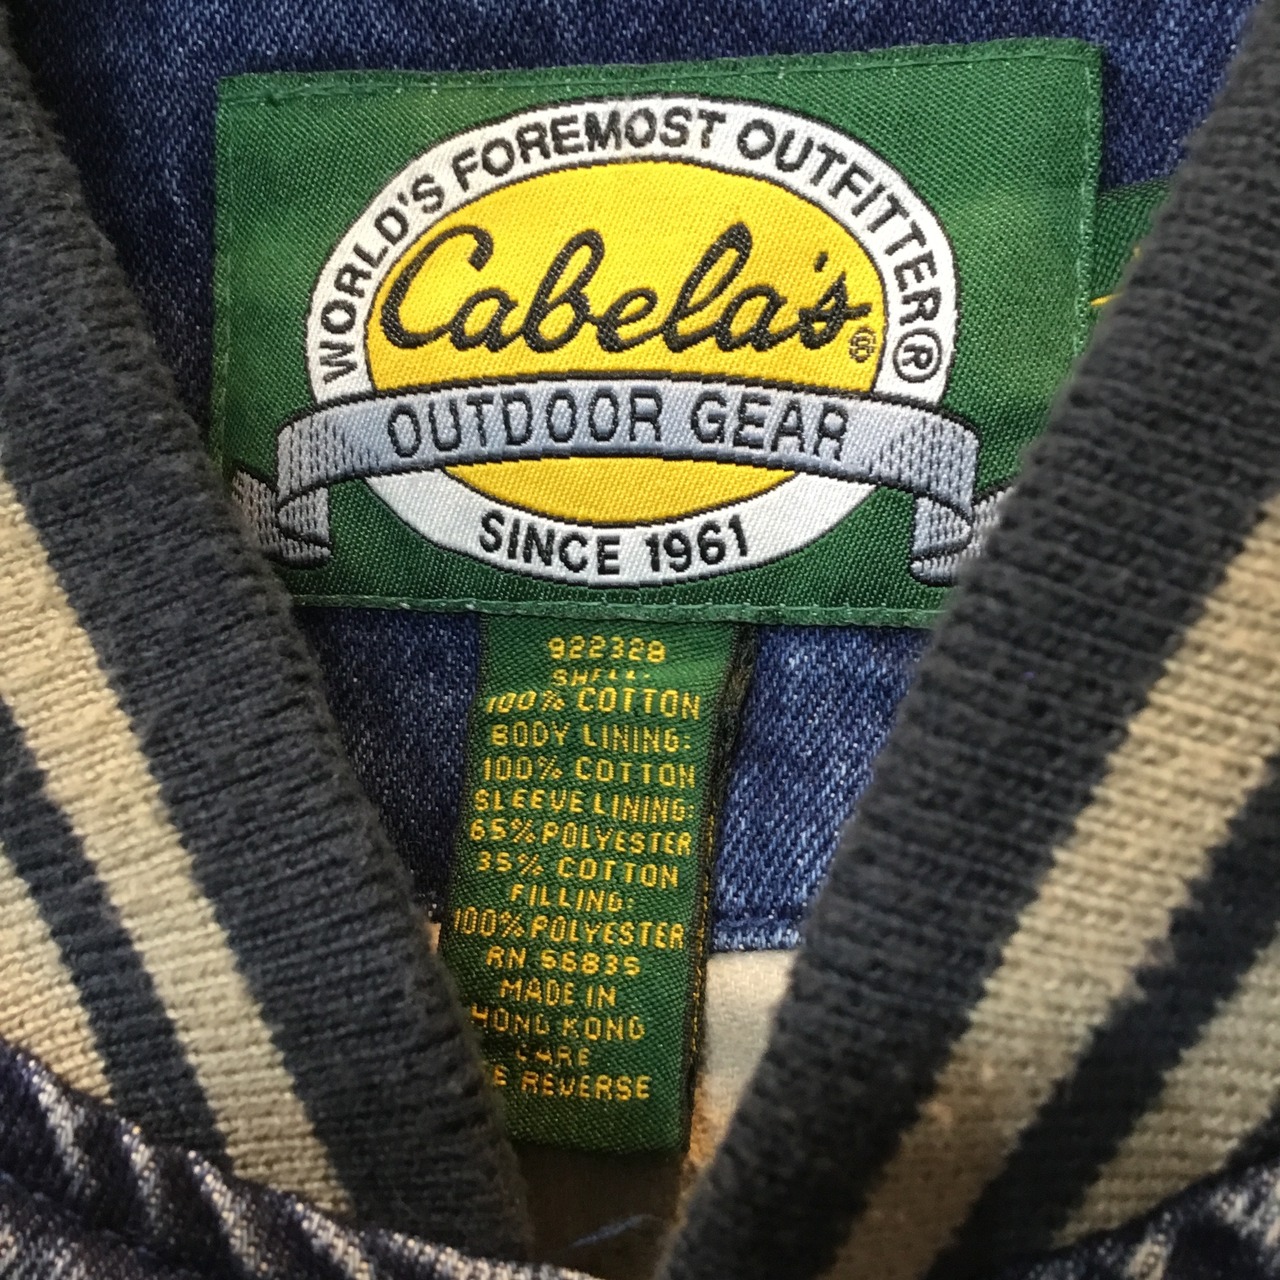 WORLD'S FOREMOST OUTFITTER®
Cabela's®
OUTDOOR GEAR
SINCE 1961
922328
100% COTTON
BODY LINING:
100% COTTON
SLEEVE LINING:
65% POLYESTER
35% COTTON
FILLING:
100% POLYESTER
RN 56835
MADE IN
HONG KONG
CARE
REVERSE